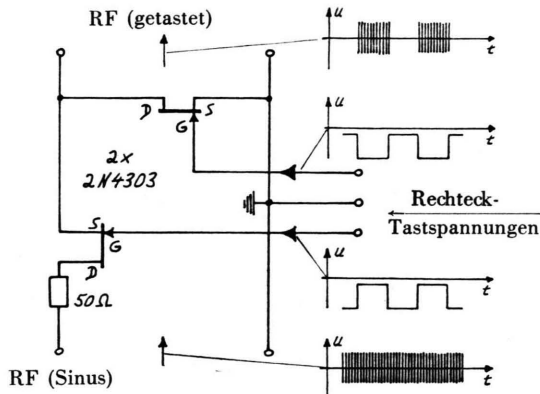 RF (getastet)
u
t
D
S
G
u
t
2x
2N4303
Rechteck-
Tastspannungen
S
G
D
u
t
50Ω
u
t
RF (Sinus)